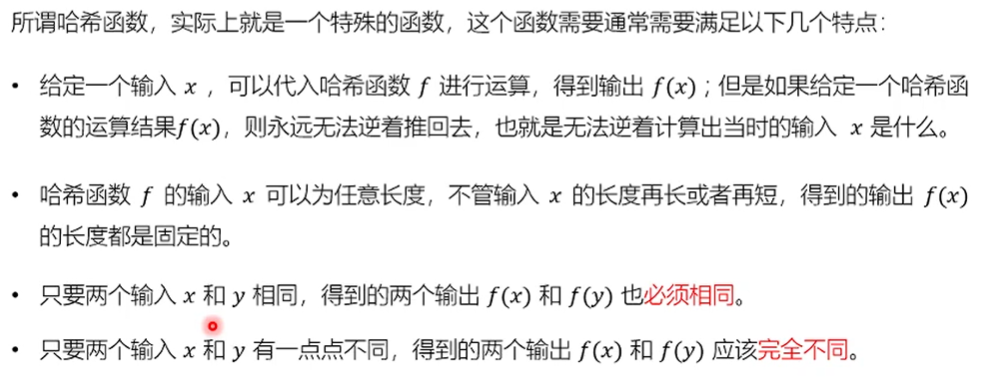 所谓哈希函数，实际上就是一个特殊的函数，这个函数需要通常需要满足以下几个特点：
• 给定一个输入 x ，可以代入哈希函数 f 进行运算，得到输出 f(x)；但是如果给定一个哈希函
数的运算结果f(x)，则永远无法逆着推回去，也就是无法逆着计算出当时的输入 x 是什么。
• 哈希函数 f 的输入 x 可以为任意长度，不管输入 x 的长度再长或者再短，得到的输出 f(x)
的长度都是固定的。
• 只要两个输入 x 和 y 相同，得到的两个输出 f(x) 和 f(y) 也必须相同。
• 只要两个输入 x 和 y 有一点点不同，得到的两个输出 f(x) 和 f(y) 应该完全不同。